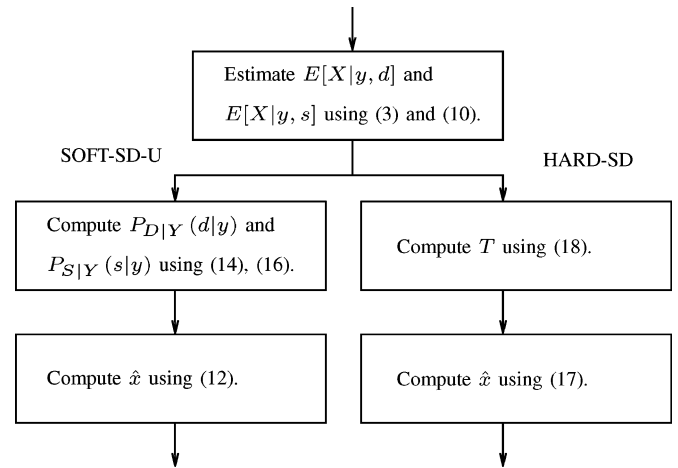 Estimate E[X|y, d] and
E[X|y, s] using (3) and (10).
SOFT-SD-U
HARD-SD
Compute P_{D|Y} (d|y) and
P_{S|Y} (s|y) using (14), (16).
Compute T using (18).
Compute x̂ using (12).
Compute x̂ using (17).